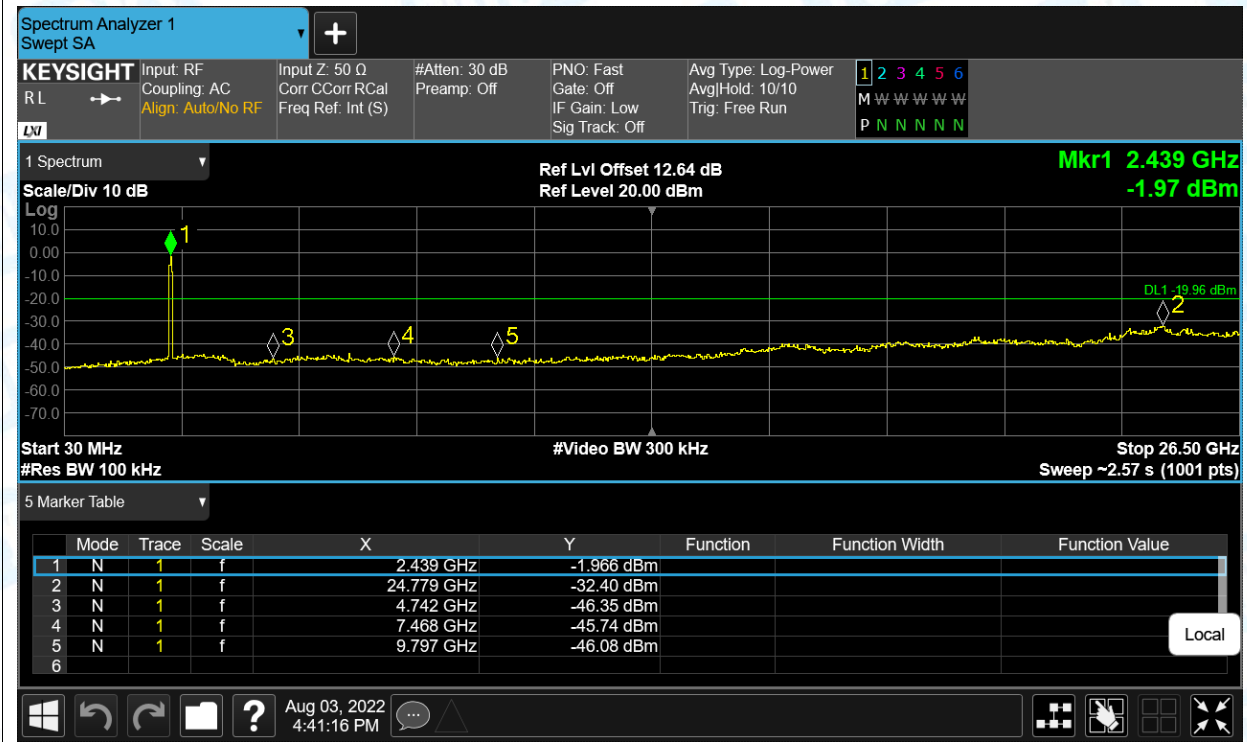 Spectrum Analyzer 1
Swept SA
+
KEYSIGHT
R L
LXI
Input: RF
Coupling: AC
Align: Auto/No RF
Input Z: 50 Ω
Corr CCorr RCal
Freq Ref: Int (S)
#Atten: 30 dB
Preamp: Off
PNO: Fast
Gate: Off
IF Gain: Low
Sig Track: Off
Avg Type: Log-Power
Avg|Hold: 10/10
Trig: Free Run
1 2 3 4 5 6
M W W W W W
P N N N N N
1 Spectrum
Scale/Div 10 dB
Ref Lvl Offset 12.64 dB
Ref Level 20.00 dBm
Mkr1 2.439 GHz
-1.97 dBm
Log
10.0
0.00
-10.0
-20.0
-30.0
-40.0
-50.0
-60.0
-70.0
1
DL1 -19.96 dBm
2
3
4
5
Start 30 MHz
#Video BW 300 kHz
Stop 26.50 GHz
#Res BW 100 kHz
Sweep ~2.57 s (1001 pts)
5 Marker Table
Mode Trace Scale X Y Function Function Width Function Value
1 N 1 f 2.439 GHz -1.966 dBm
2 N 1 f 24.779 GHz -32.40 dBm
3 N 1 f 4.742 GHz -46.35 dBm
4 N 1 f 7.468 GHz -45.74 dBm
5 N 1 f 9.797 GHz -46.08 dBm
6
Local
?
Aug 03, 2022
4:41:16 PM